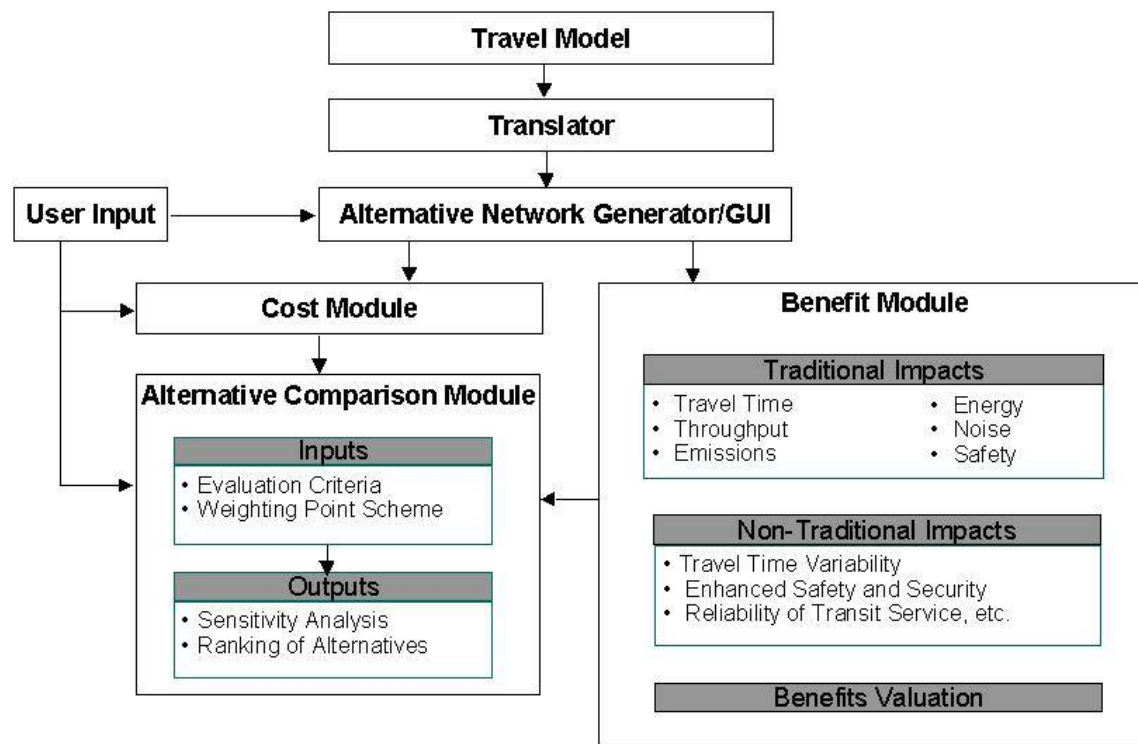 Travel Model
Translator
User Input
Alternative Network Generator/GUI
Cost Module
Alternative Comparison Module
Inputs
• Evaluation Criteria
• Weighting Point Scheme
Outputs
• Sensitivity Analysis
• Ranking of Alternatives
Benefit Module
Traditional Impacts
• Travel Time
• Throughput
• Emissions
• Energy
• Noise
• Safety
Non-Traditional Impacts
• Travel Time Variability
• Enhanced Safety and Security
• Reliability of Transit Service, etc.
Benefits Valuation